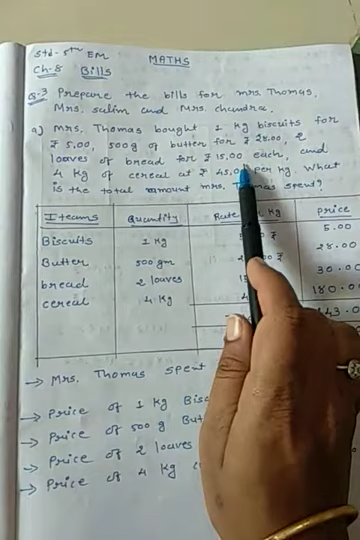 Std-5th EM
MATHS
Ch-8 Bills
Q.3 Prepare the bills for mrs. Thomas,
Mrs. salim and Mrs. chandra.
a) Mrs. Thomas bought 1 kg biscuits for
₹ 5.00, 500 g of butter for ₹ 28.00, 2
loaves of bread for ₹ 15.00 each, and
4 kg of cereal at ₹ 45.00 per kg. What
is the total amount mrs. Thomas spent?
Iteams Quantity Rate kg price
Biscuits 1 kg ₹ 5.00
Butter 500 gm ₹ 28.00
bread 2 loaves 30.00
cereal 4 kg 180.00
→ Mrs. Thomas spent
→ Price of 1 kg Bisc
→ Price of 500 g But
→ Price of 2 loaves
→ Price of 4 kg c